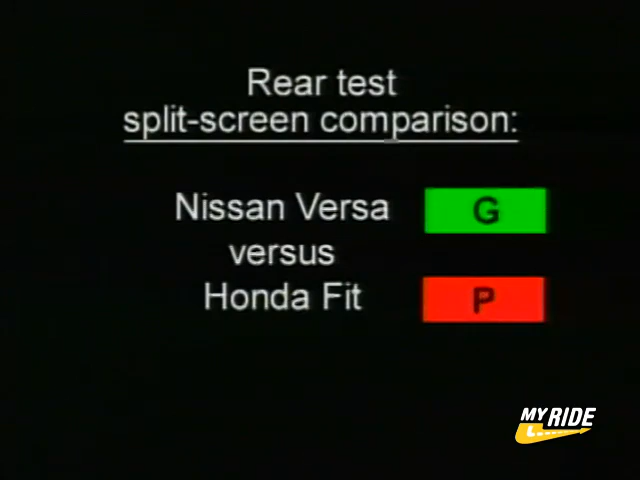 Rear test
split-screen comparison:
Nissan Versa G
versus
Honda Fit P
MY RIDE